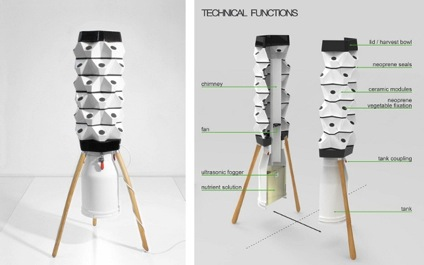 TECHNICAL FUNCTIONS
lid / harvest bowl
neoprene seals
chimney
ceramic modules
neoprene
vegetable fixation
fan
tank coupling
ultrasonic fogger
nutrient solution
tank